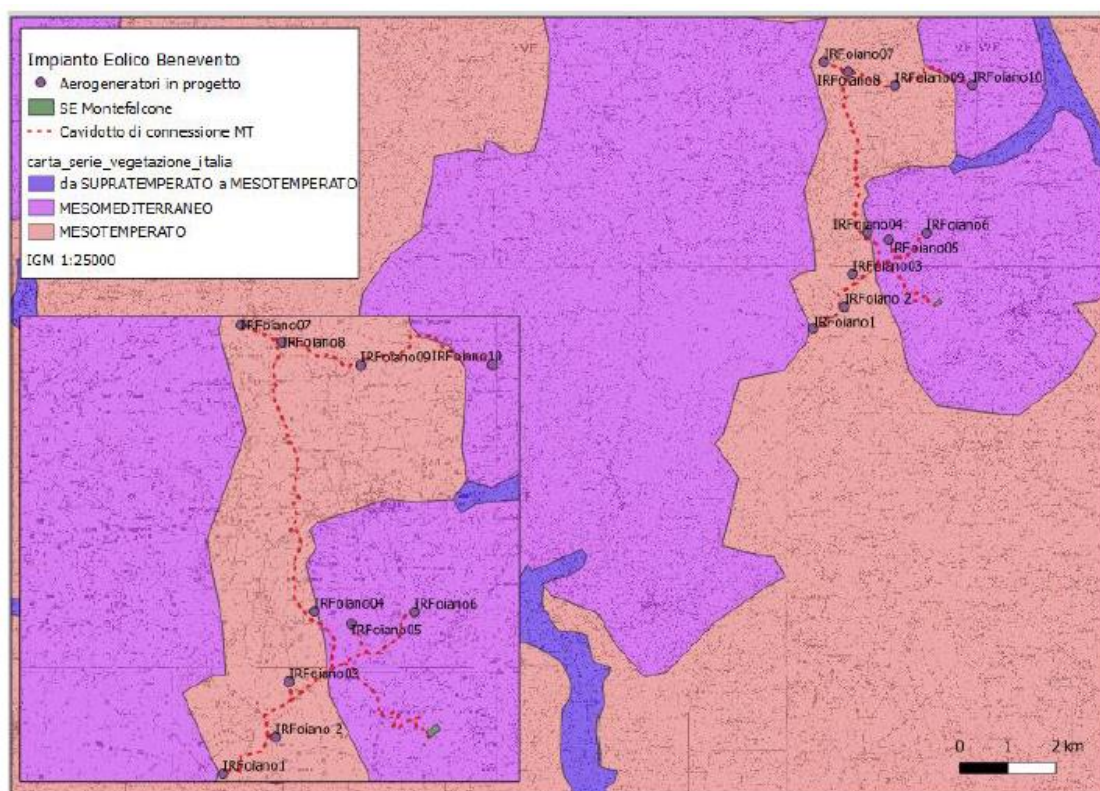 Impianto Eolico Benevento
Aerogeneratori in progetto
SE Montefalcone
Cavidotto di connessione MT
carta_serie_vegetazione_italia
da SUPRATEMPERATO a MESOTEMPERATO
MESOMEDITERRANEO
MESOTEMPERATO
IGM 1:25000
IRFoiano07
IRFoiano8
IRFoiano09
IRFoiano10
IRFoiano04
IRFoiano6
IRFoiano05
IRFoiano03
IRFoiano 2
IRFoiano1
IRFoiano07
IRFoiano8
IRFoiano09
IRFoiano10
IRFoiano04
IRFoiano6
IRFoiano05
IRFoiano03
IRFoiano 2
IRFoiano1
0 1 2 km